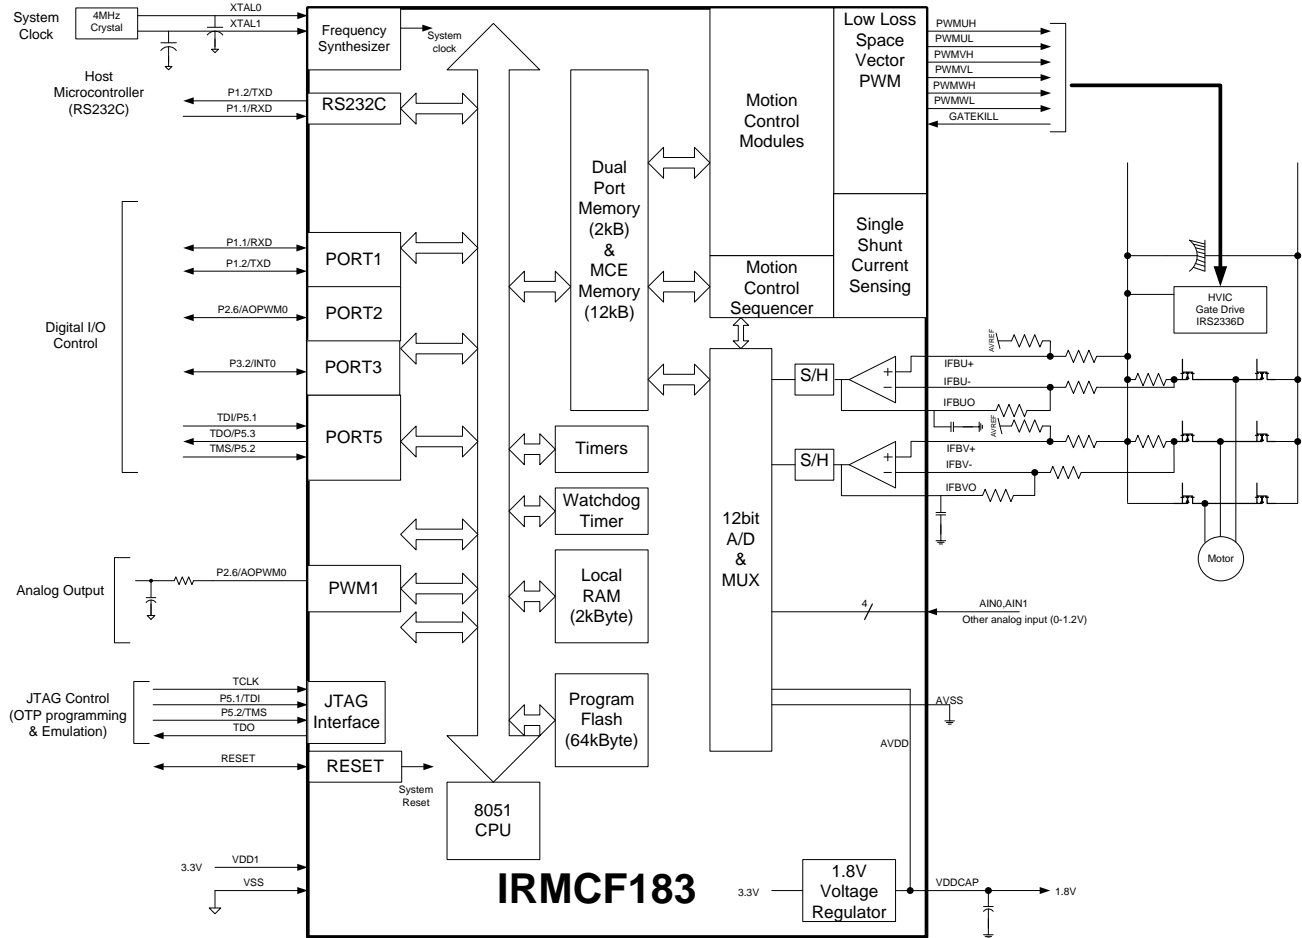 System
Clock
4MHz
Crystal
XTAL0
XTAL1
Frequency
Synthesizer
System
clock
Host
Microcontroller
(RS232C)
P1.2/TXD
P1.1/RXD
RS232C
Digital I/O
Control
P1.1/RXD
P1.2/TXD
PORT1
P2.6/AOPWM0
PORT2
P3.2/INT0
PORT3
TDI/P5.1
TDO/P5.3
TMS/P5.2
PORT5
Analog Output
P2.6/AOPWM0
PWM1
JTAG Control
(OTP programming
& Emulation)
TCLK
P5.1/TDI
P5.2/TMS
TDO
JTAG
Interface
RESET
RESET
System
Reset
3.3V
VDD1
VSS
8051
CPU
Dual
Port
Memory
(2kB)
&
MCE
Memory
(12kB)
Timers
Watchdog
Timer
Local
RAM
(2kByte)
Program
Flash
(64kByte)
Motion
Control
Modules
Motion
Control
Sequencer
Low Loss
Space
Vector
PWM
Single
Shunt
Current
Sensing
12bit
A/D
&
MUX
S/H
S/H
+
−
+
−
PWMUH
PWMUL
PWMVH
PWMVL
PWMWH
PWMWL
GATEKILL
HVIC
Gate Drive
IRS2336D
AVREF
IFBU+
IFBU-
IFBUO
AVREF
IFBV+
IFBV-
IFBVO
Motor
4
AIN0,AIN1
Other analog input (0-1.2V)
AVSS
AVDD
IRMCF183
3.3V
1.8V
Voltage
Regulator
VDDCAP
1.8V